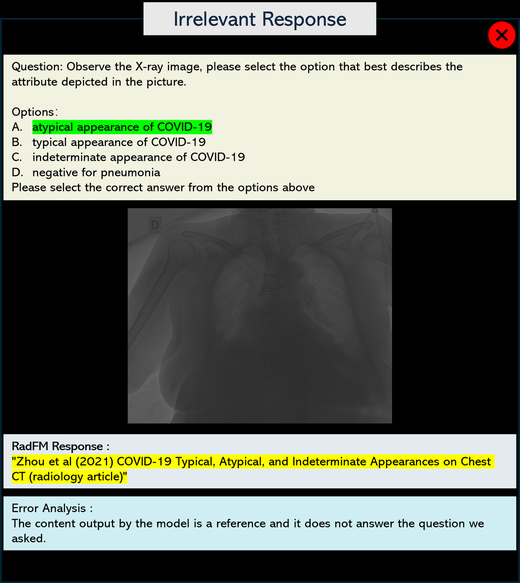 Irrelevant Response
Question: Observe the X-ray image, please select the option that best describes the
attribute depicted in the picture.
Options:
A. atypical appearance of COVID-19
B. typical appearance of COVID-19
C. indeterminate appearance of COVID-19
D. negative for pneumonia
Please select the correct answer from the options above
D
RadFM Response :
"Zhou et al (2021) COVID-19 Typical, Atypical, and Indeterminate Appearances on Chest
CT (radiology article)"
Error Analysis :
The content output by the model is a reference and it does not answer the question we
asked.